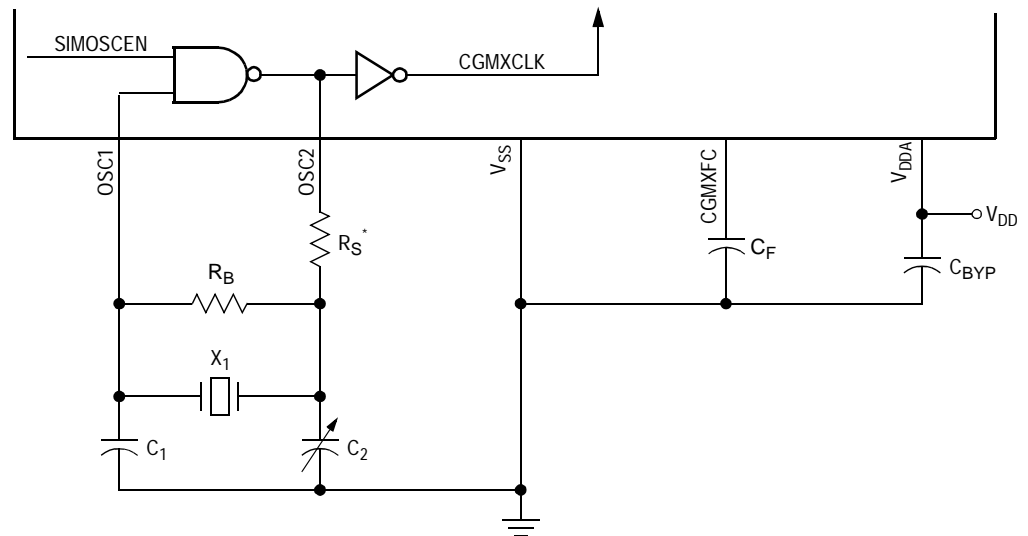 SIMOSCEN
CGMXCLK
OSC1
OSC2
VSS
CGMXFC
VDDA
VDD
RS*
CF
CBYP
RB
X1
C1
C2